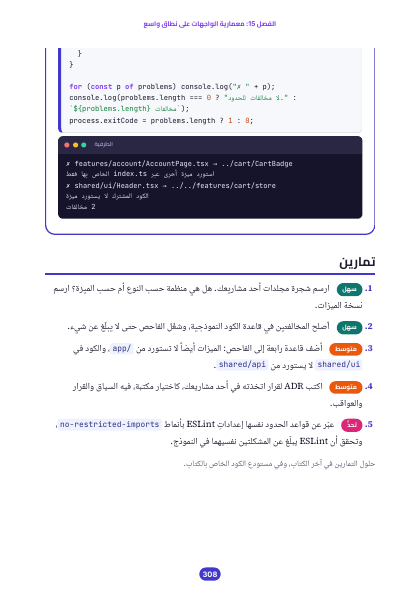 الفصل 15: معمارية الواجهات على نطاق واسع
}
}
for (const p of problems) console.log("✗ " + p);
console.log(problems.length === 0 ? "لا مخالفات للحدود." :
`${problems.length} مخالفات`);
process.exitCode = problems.length ? 1 : 0;
الطرفية
✗ features/account/AccountPage.tsx → ../cart/CartBadge
استورد ميزة أخرى عبر index.ts الخاص بها فقط
✗ shared/ui/Header.tsx → ../../features/cart/store
الكود المشترك لا يستورد ميزة
2 مخالفات
تمارين
1. سهل ارسم شجرة مجلدات أحد مشاريعك. هل هي منظمة حسب النوع أم حسب الميزة؟ ارسم
نسخة الميزات.
2. سهل أصلح المخالفتين في قاعدة الكود النموذجية، وشغّل الفاحص حتى لا يبلّغ عن شيء.
3. متوسط أضف قاعدة رابعة إلى الفاحص: الميزات أيضاً لا تستورد من app/، والكود في
shared/ui لا يستورد من shared/api.
4. متوسط اكتب ADR لقرار اتخذته في أحد مشاريعك، كاختيار مكتبة، فيه السياق والقرار
والعواقب.
5. تحدٍّ عبّر عن قواعد الحدود نفسها إعدادات ESLint بأنماط no-restricted-imports،
وتحقق أن ESLint يبلّغ عن المشكلتين نفسيهما في النموذج.
حلول التمارين في آخر الكتاب، وفي مستودع الكود الخاص بالكتاب.
308